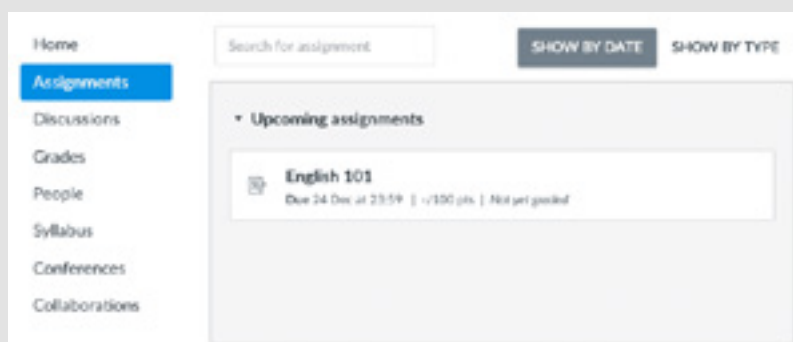 Home
Assignments
Discussions
Grades
People
Syllabus
Conferences
Collaborations
Search for assignment
SHOW BY DATE
SHOW BY TYPE
Upcoming assignments
English 101
Due 24 Dec at 23:59 | -/100 pts | Not yet graded